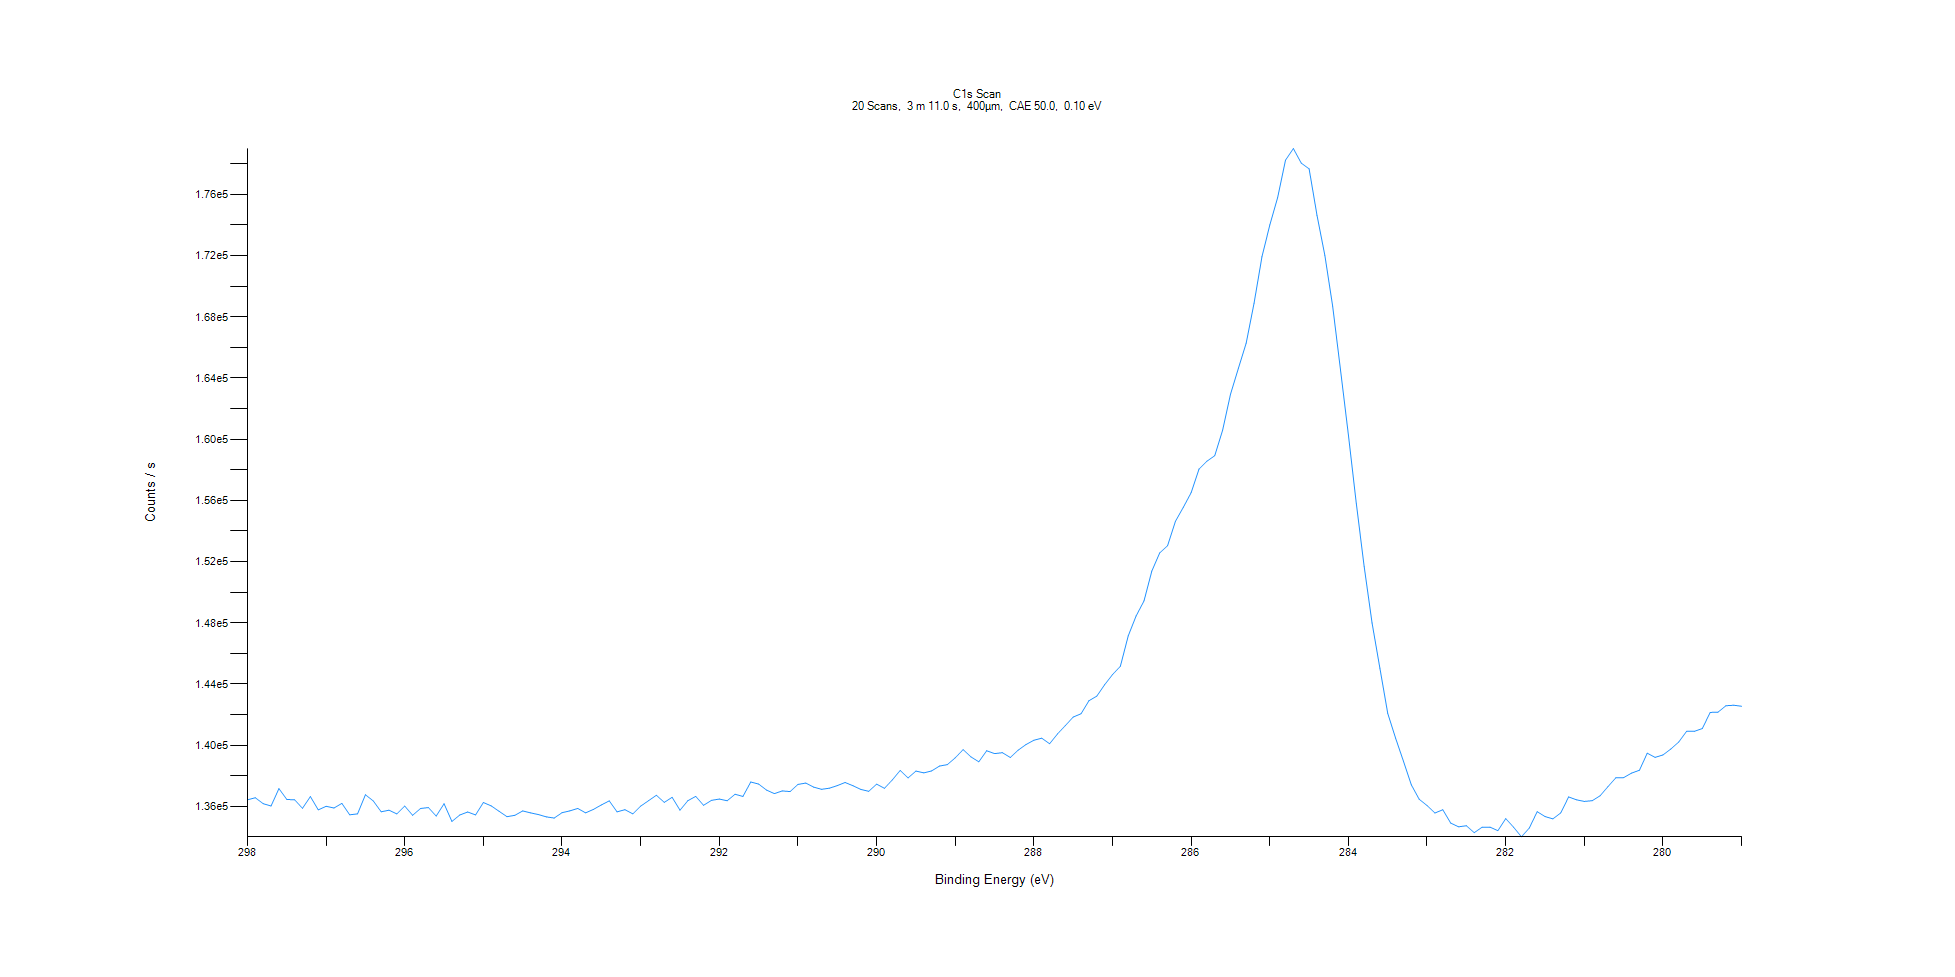 C1s Scan
20 Scans, 3 m 11.0 s, 400µm, CAE 50.0, 0.10 eV
1.76e5
1.72e5
1.68e5
1.64e5
1.60e5
1.56e5
1.52e5
1.48e5
1.44e5
1.40e5
1.36e5
Counts / s
298 296 294 292 290 288 286 284 282 280
Binding Energy (eV)